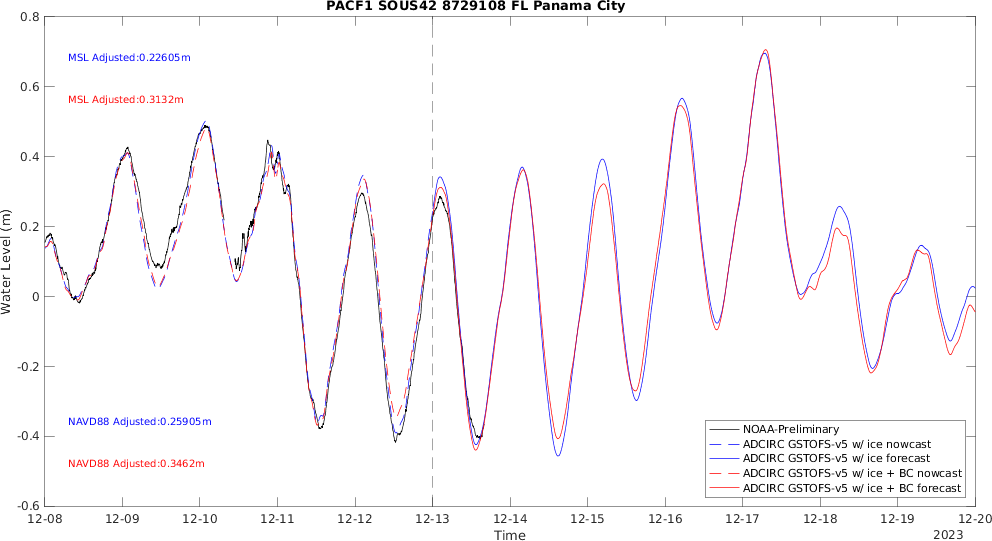 PACF1 SOUS42 8729108 FL Panama City
0.8
0.6
0.4
0.2
0
-0.2
-0.4
-0.6
Water Level (m)
MSL Adjusted:0.22605m
MSL Adjusted:0.3132m
NAVD88 Adjusted:0.25905m
NAVD88 Adjusted:0.3462m
NOAA-Preliminary
ADCIRC GSTOFS-v5 w/ ice nowcast
ADCIRC GSTOFS-v5 w/ ice forecast
ADCIRC GSTOFS-v5 w/ ice + BC nowcast
ADCIRC GSTOFS-v5 w/ ice + BC forecast
12-08 12-09 12-10 12-11 12-12 12-13 12-14 12-15 12-16 12-17 12-18 12-19 12-20
Time
2023